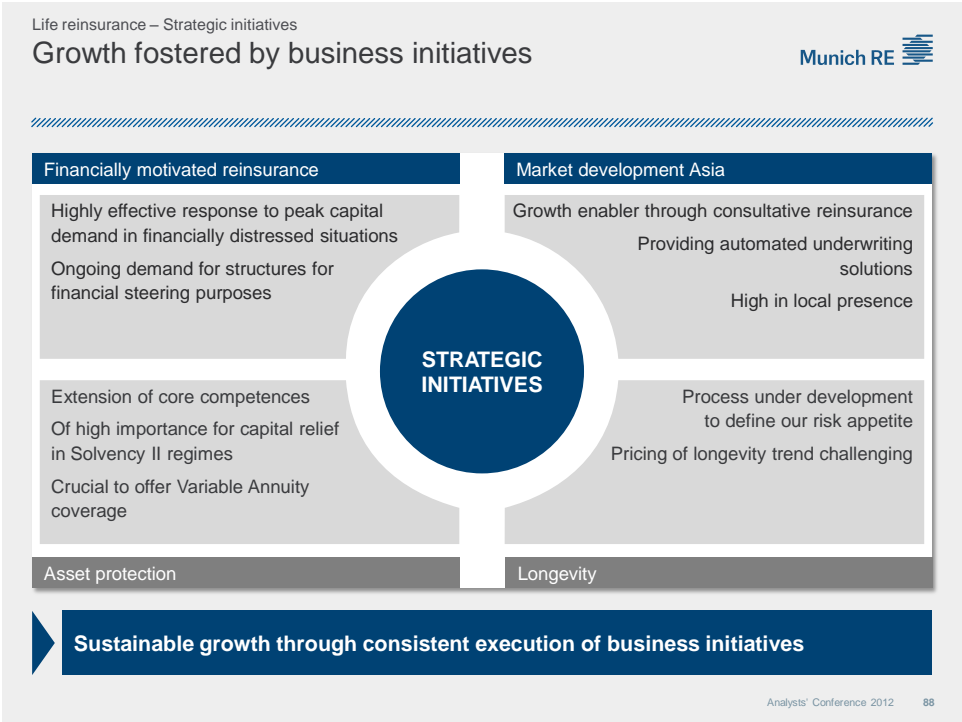 Life reinsurance – Strategic initiatives
Growth fostered by business initiatives
Munich RE
Financially motivated reinsurance
Highly effective response to peak capital
demand in financially distressed situations
Ongoing demand for structures for
financial steering purposes
Market development Asia
Growth enabler through consultative reinsurance
Providing automated underwriting
solutions
High in local presence
STRATEGIC
INITIATIVES
Extension of core competences
Of high importance for capital relief
in Solvency II regimes
Crucial to offer Variable Annuity
coverage
Asset protection
Process under development
to define our risk appetite
Pricing of longevity trend challenging
Longevity
Sustainable growth through consistent execution of business initiatives
Analysts' Conference 2012 88